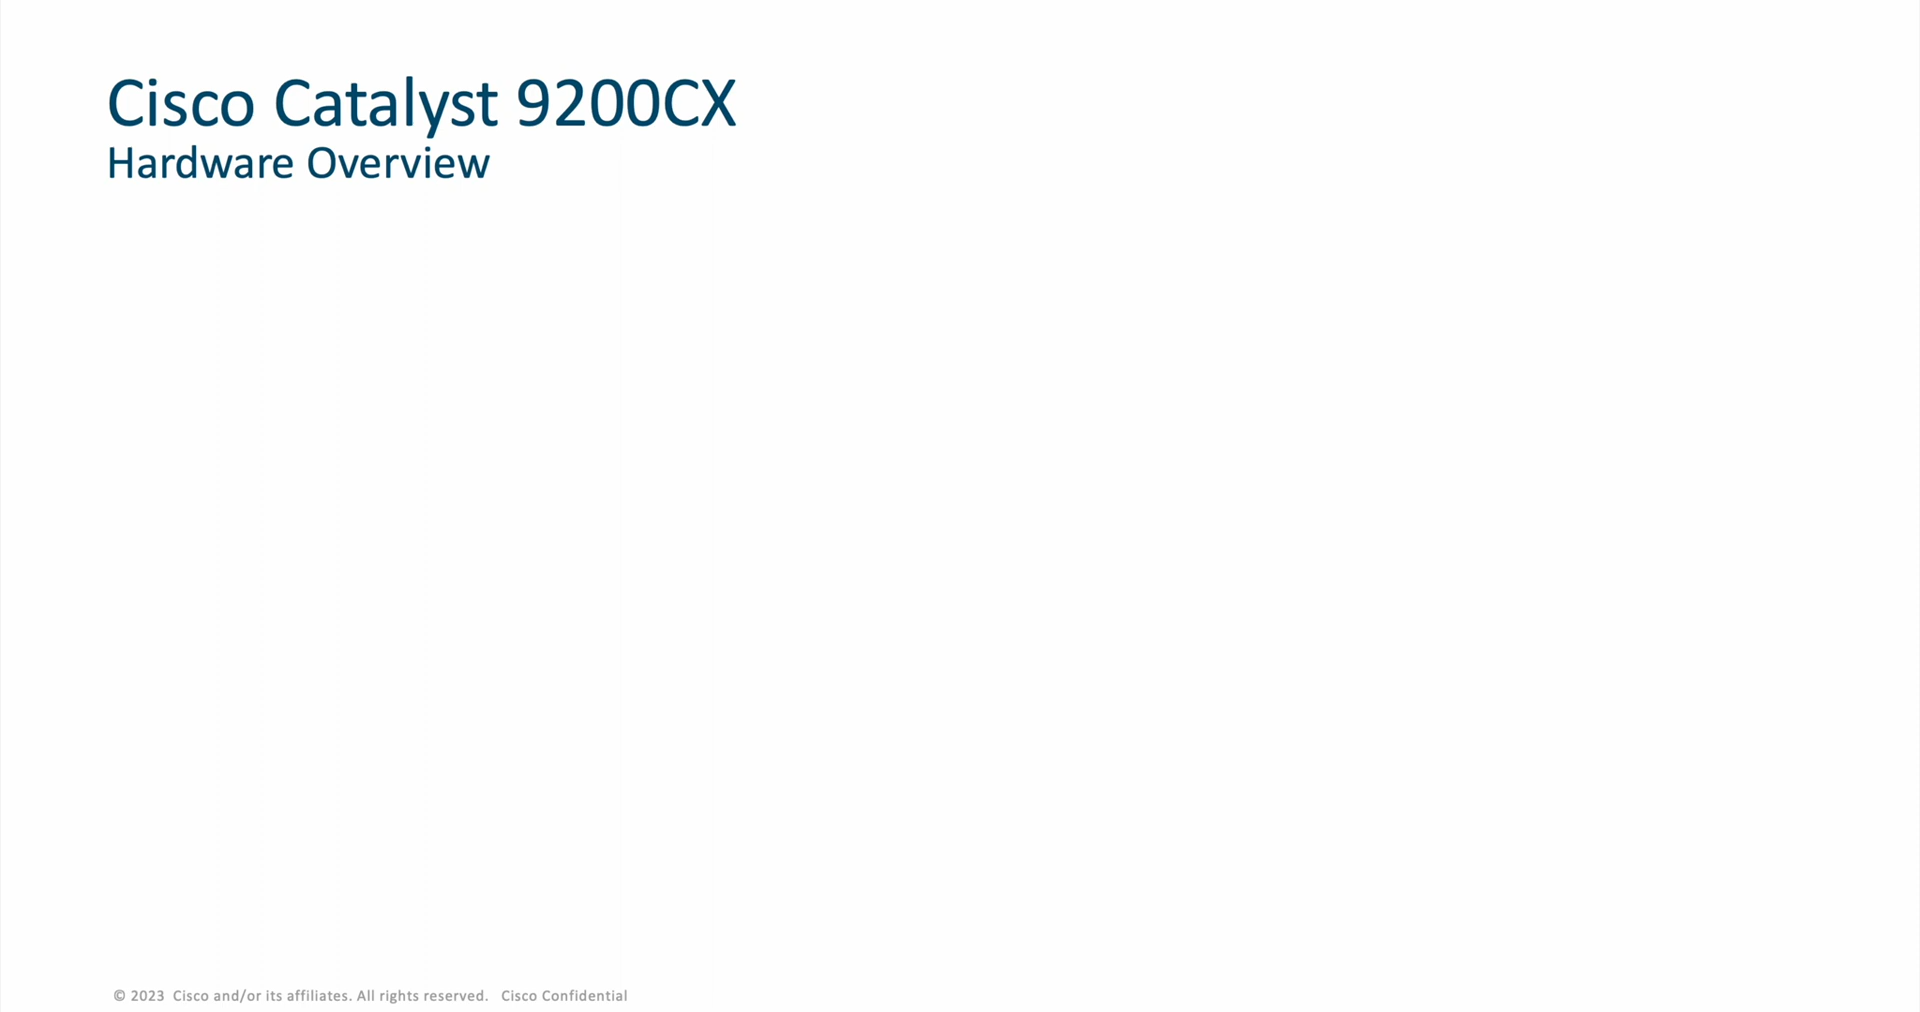 Cisco Catalyst 9200CX
Hardware Overview
© 2023 Cisco and/or its affiliates. All rights reserved. Cisco Confidential